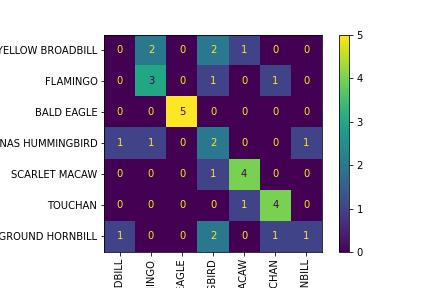 YELLOW BROADBILL 0 2 0 2 1 0 0
FLAMINGO 0 3 0 1 0 1 0
BALD EAGLE 0 0 5 0 0 0 0
NAS HUMMINGBIRD 1 1 0 2 0 0 1
SCARLET MACAW 0 0 0 1 4 0 0
TOUCHAN 0 0 0 0 1 4 0
GROUND HORNBILL 1 0 0 2 0 1 1
DBILL
INGO
EAGLE
GBIRD
ACAW
CHAN
NBILL
5
4
3
2
1
0